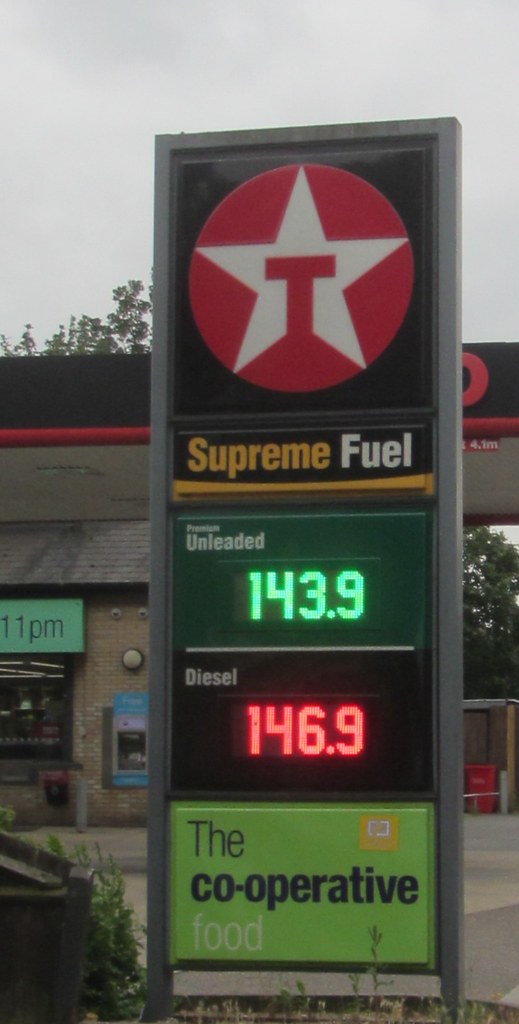 T
Supreme Fuel
O
4.1m
Premium
Unleaded
143.9
11pm
Diesel
146.9
The
co-operative
food